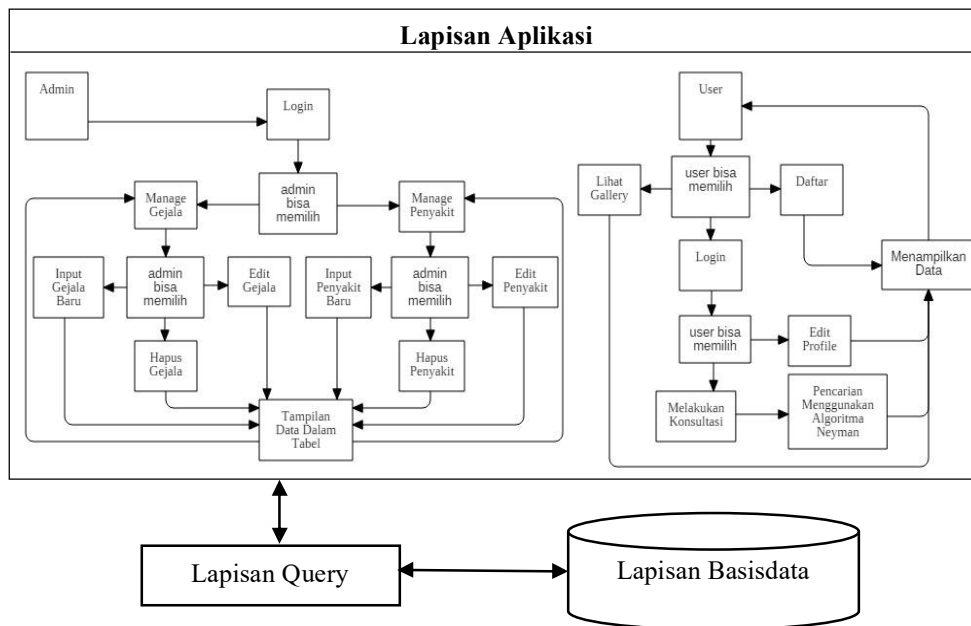 Lapisan Aplikasi
Admin
Login
admin
bisa
memilih
Manage
Gejala
Manage
Penyakit
Input
Gejala
Baru
admin
bisa
memilih
Edit
Gejala
Input
Penyakit
Baru
admin
bisa
memilih
Edit
Penyakit
Hapus
Gejala
Hapus
Penyakit
Tampilan
Data Dalam
Tabel
User
Lihat
Gallery
user bisa
memilih
Daftar
Login
Menampilkan
Data
user bisa
memilih
Edit
Profile
Melakukan
Konsultasi
Pencarian
Menggunakan
Algoritma
Neyman
Lapisan Query
Lapisan Basisdata